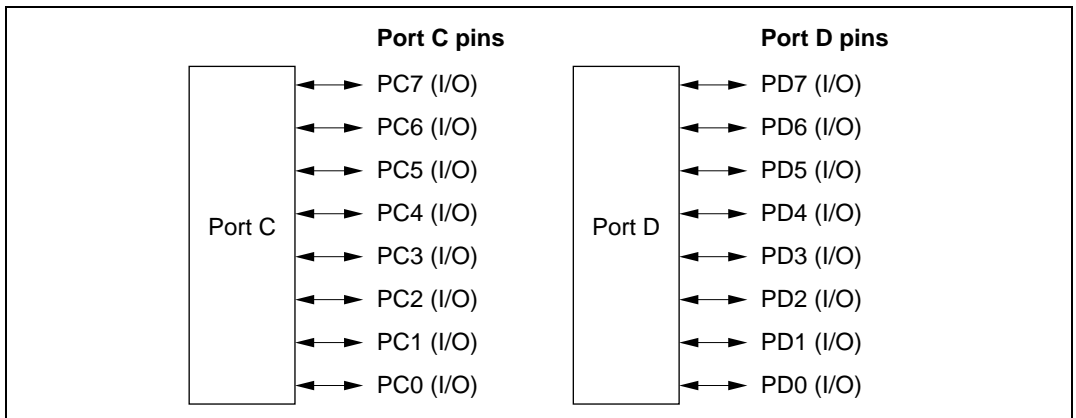 Port C pins
Port C
PC7 (I/O)
PC6 (I/O)
PC5 (I/O)
PC4 (I/O)
PC3 (I/O)
PC2 (I/O)
PC1 (I/O)
PC0 (I/O)
Port D pins
Port D
PD7 (I/O)
PD6 (I/O)
PD5 (I/O)
PD4 (I/O)
PD3 (I/O)
PD2 (I/O)
PD1 (I/O)
PD0 (I/O)